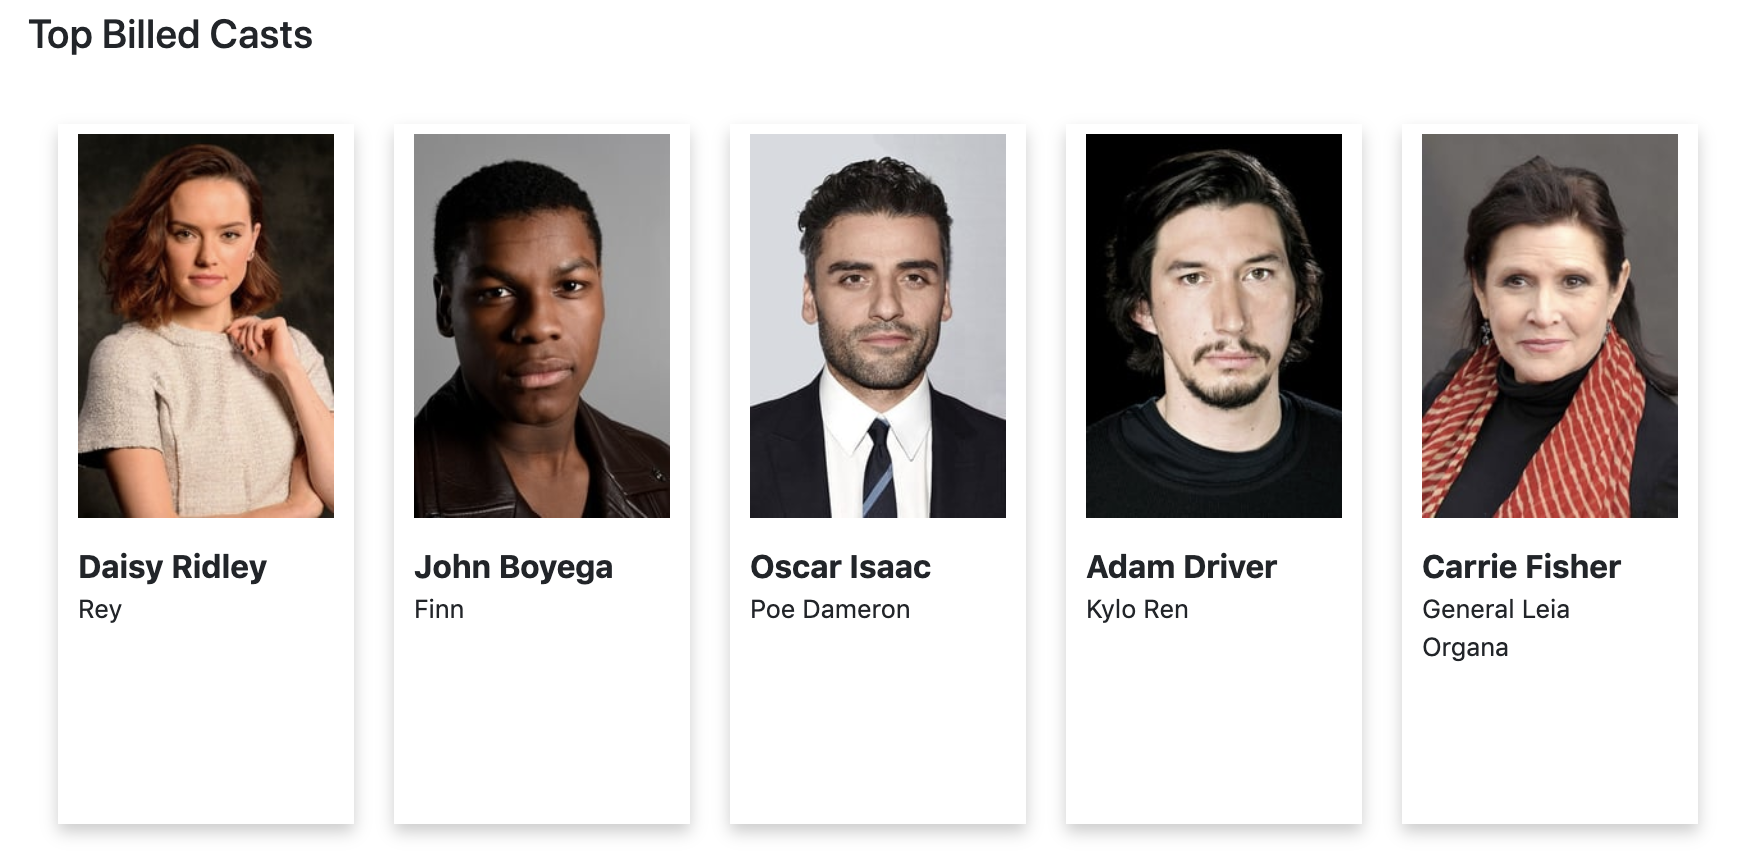 Top Billed Casts
Daisy Ridley
Rey
John Boyega
Finn
Oscar Isaac
Poe Dameron
Adam Driver
Kylo Ren
Carrie Fisher
General Leia
Organa